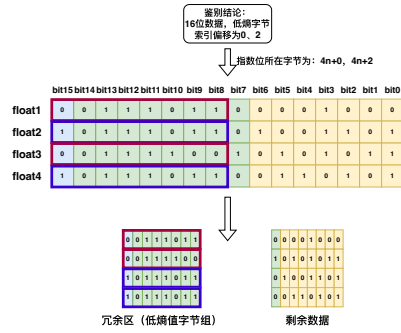 鉴别结论：
16位数据，低熵字节
索引偏移为0、2
指数位所在字节为：4n+0，4n+2
bit15 bit14 bit13 bit12 bit11 bit10 bit9 bit8 bit7 bit6 bit5 bit4 bit3 bit2 bit1 bit0
float1 0 0 1 1 1 0 1 1 0 0 0 0 1 0 0 0
float2 1 0 1 1 1 0 1 1 1 0 1 0 0 1 0 1
float3 0 0 1 1 1 1 0 0 1 0 1 0 0 1 0 1 1
float4 1 0 1 1 1 0 1 1 0 0 1 1 0 1 0 1
0 0 1 1 1 0 1 1 0 0 0 0 1 0 0 0
0 0 1 1 1 1 0 0 1 0 1 0 0 1 0 1
1 0 1 1 1 0 1 1 0 1 0 0 1 1 0 1
1 0 1 1 1 0 1 1 0 0 1 1 0 1 0 1
冗余区（低熵值字节组） 剩余数据